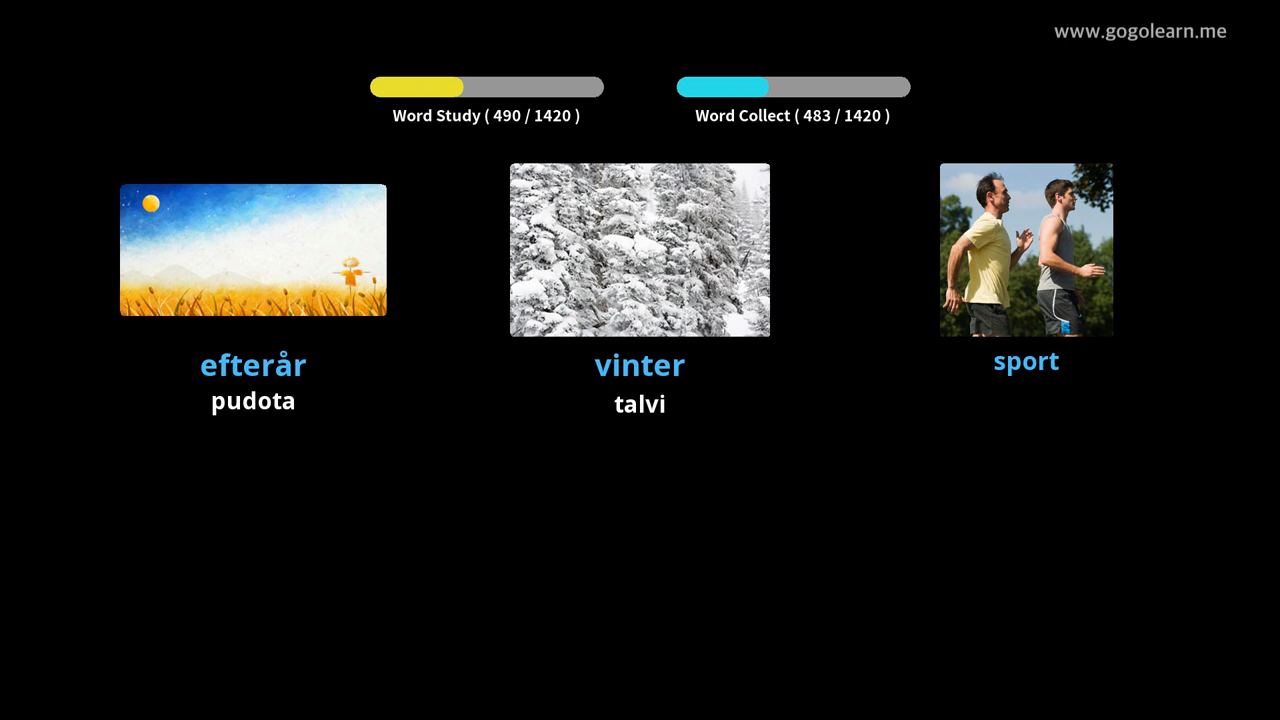 www.gogolearn.me
Word Study ( 490 / 1420 )
Word Collect ( 483 / 1420 )
efterår
pudota
vinter
talvi
sport